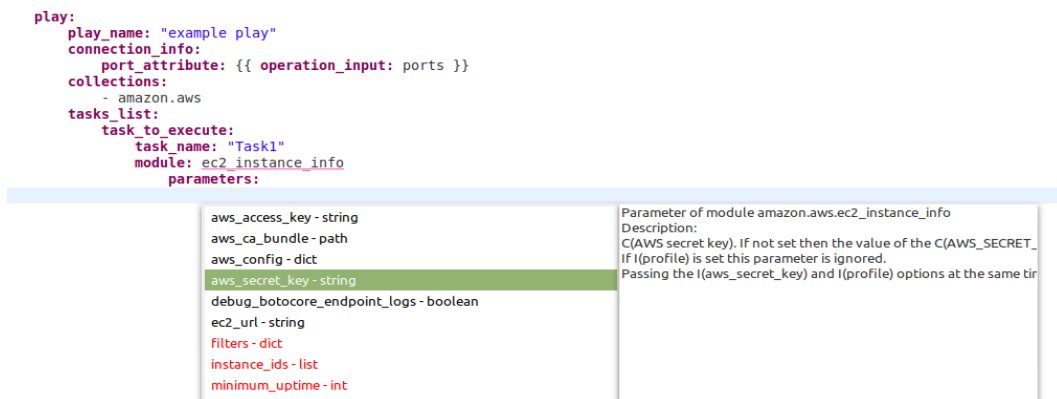 play:
play_name: "example play"
connection_info:
port_attribute: {{ operation_input: ports }}
collections:
- amazon.aws
tasks_list:
task_to_execute:
task_name: "Task1"
module: ec2_instance_info
parameters:
aws_access_key - string
aws_ca_bundle - path
aws_config - dict
aws_secret_key - string
debug_botocore_endpoint_logs - boolean
ec2_url - string
filters - dict
instance_ids - list
minimum_uptime - int
Parameter of module amazon.aws.ec2_instance_info
Description:
C(AWS secret key). If not set then the value of the C(AWS_SECRET_
If I(profile) is set this parameter is ignored.
Passing the I(aws_secret_key) and I(profile) options at the same